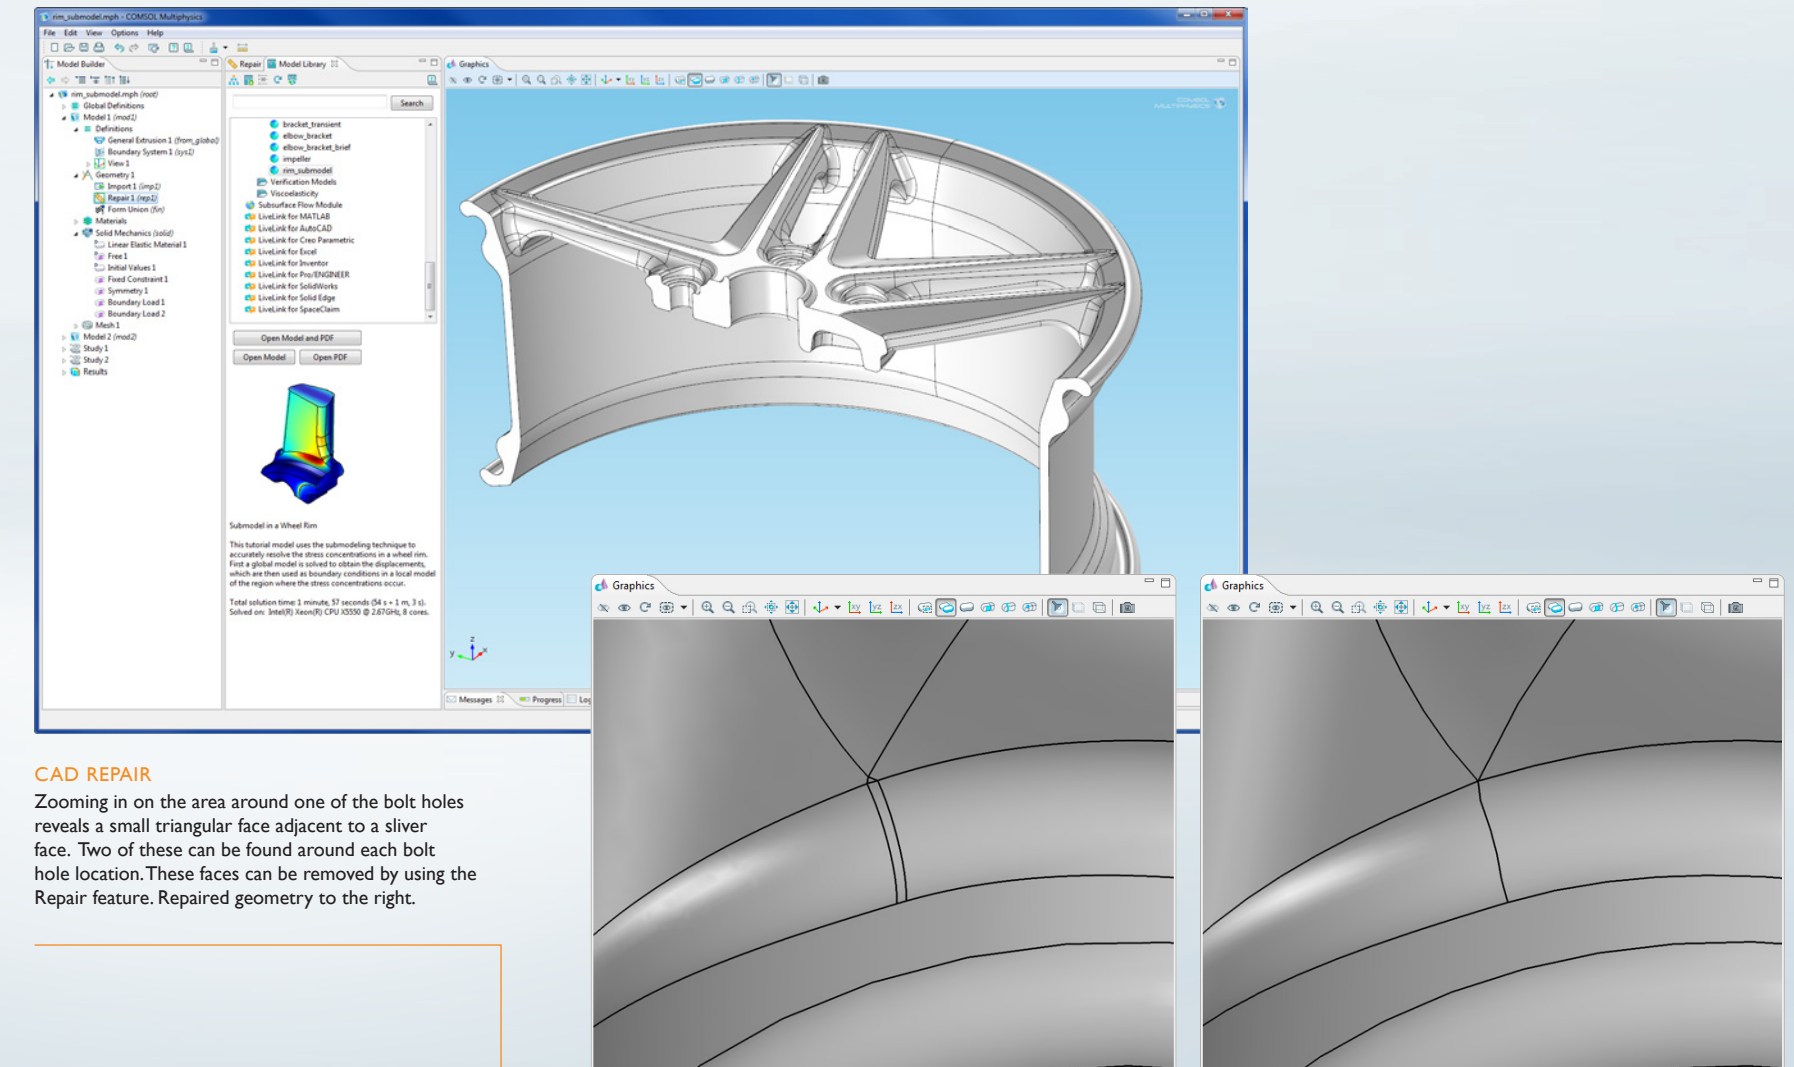 rim_submodel.mph - COMSOL Multiphysics
File Edit View Options Help
Model Builder
rim_submodel.mph (root)
Global Definitions
Model 1 (mod1)
Definitions
General Extrusion 1 (from_global)
Boundary System 1 (sys1)
View 1
Geometry 1
Import 1 (imp1)
Repair 1 (rep1)
Form Union (fin)
Materials
Solid Mechanics (solid)
Linear Elastic Material 1
Free 1
Initial Values 1
Fixed Constraint 1
Symmetry 1
Boundary Load 1
Boundary Load 2
Mesh 1
Model 2 (mod2)
Study 1
Study 2
Results
Repair Model Library
Search
bracket_transient
elbow_bracket
elbow_bracket_brief
impeller
rim_submodel
Verification Models
Viscoelasticity
Subsurface Flow Module
LiveLink for MATLAB
LiveLink for AutoCAD
LiveLink for Creo Parametric
LiveLink for Excel
LiveLink for Inventor
LiveLink for Pro/ENGINEER
LiveLink for SolidWorks
LiveLink for Solid Edge
LiveLink for SpaceClaim
Open Model and PDF
Open Model Open PDF
Submodel in a Wheel Rim
This tutorial model uses the submodeling technique to
accurately resolve the stress concentrations in a wheel rim.
First a global model is solved to obtain the displacements,
which are then used as boundary conditions in a local model
of the region where the stress concentrations occur.
Total solution time: 1 minute, 57 seconds (54 s + 1 m, 3 s).
Solved on: Intel(R) Xeon(R) CPU X5550 @ 2.67GHz, 8 cores.
Graphics
xy yz zx
COMSOL
MULTIPHYSICS
z
y x
Messages Progress Log
Graphics
xy yz zx
Graphics
xy yz zx
CAD REPAIR
Zooming in on the area around one of the bolt holes
reveals a small triangular face adjacent to a sliver
face. Two of these can be found around each bolt
hole location. These faces can be removed by using the
Repair feature. Repaired geometry to the right.